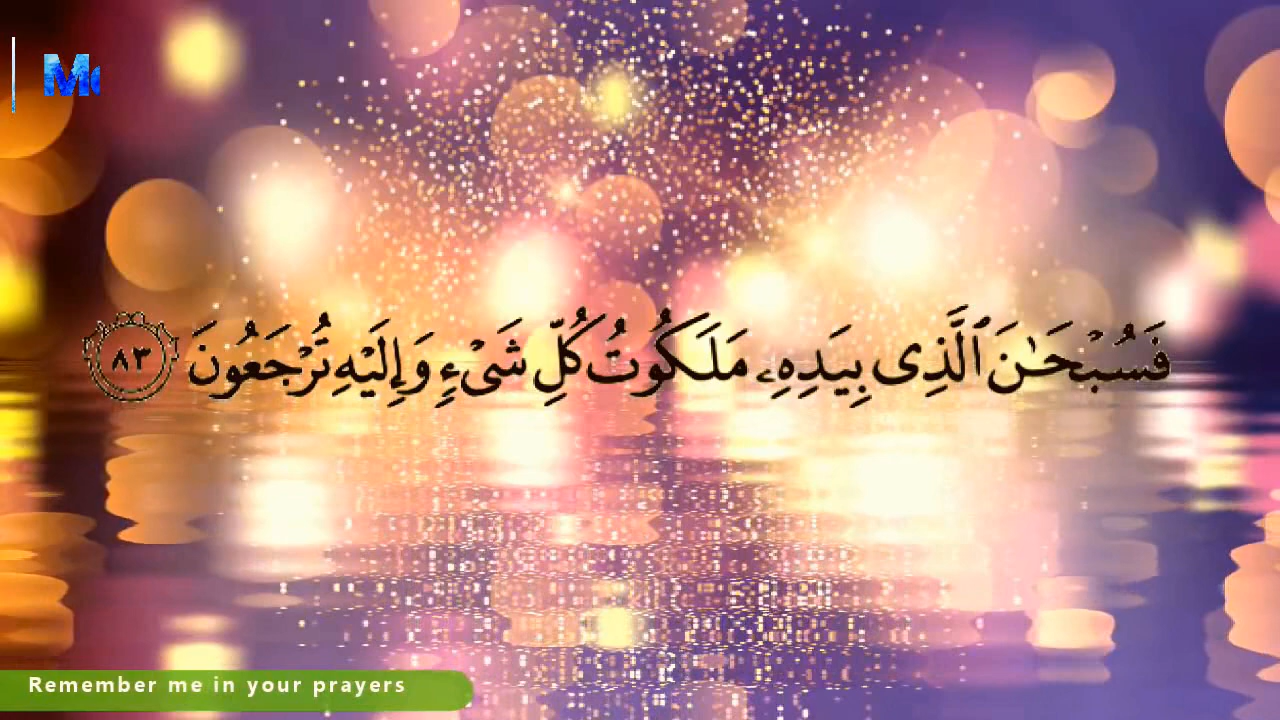 فَسُبْحَـٰنَ ٱلَّذِى بِيَدِهِۦ مَلَكُوتُ كُلِّ شَىْءٍ وَإِلَيْهِ تُرْجَعُونَ ٨٣
Remember me in your prayers